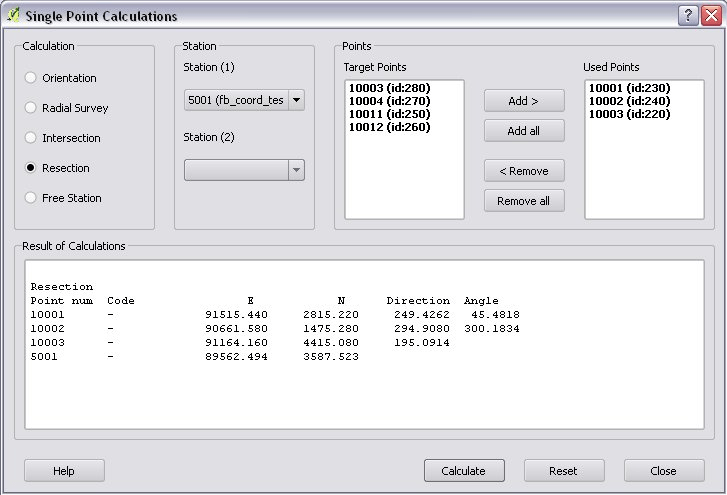 Single Point Calculations
Calculation
Orientation
Radial Survey
Intersection
Resection
Free Station
Station
Station (1)
5001 (fb_coord_tes
Station (2)
Points
Target Points
10003 (id:280)
10004 (id:270)
10011 (id:250)
10012 (id:260)
Add >
Add all
< Remove
Remove all
Used Points
10001 (id:230)
10002 (id:240)
10003 (id:220)
Result of Calculations
Resection
Point num Code E N Direction Angle
10001 - 91515.440 2815.220 249.4262 45.4818
10002 - 90661.580 1475.280 294.9080 300.1834
10003 - 91164.160 4415.080 195.0914
5001 - 89562.494 3587.523
Help
Calculate
Reset
Close